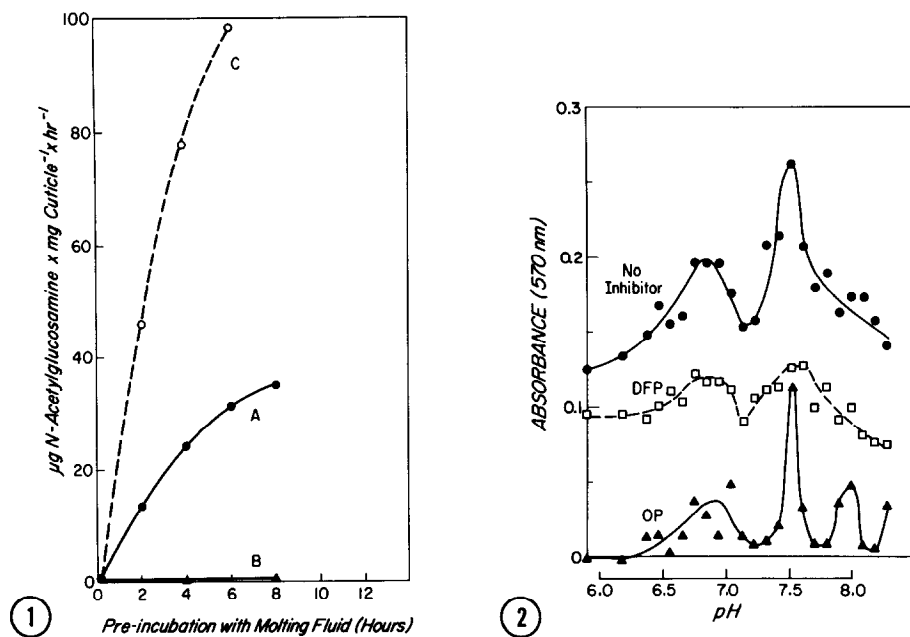 100
80
60
40
20
0
C
A
B
0 2 4 6 8 10 12 14
μg N-Acetylglucosamine x mg Cuticle⁻¹ x hr⁻¹
Pre-incubation with Molting Fluid (Hours)
1
0.3
0.2
0.1
0
No
Inhibitor
DFP
OP
6.0 6.5 7.0 7.5 8.0
ABSORBANCE (570 nm)
pH
2